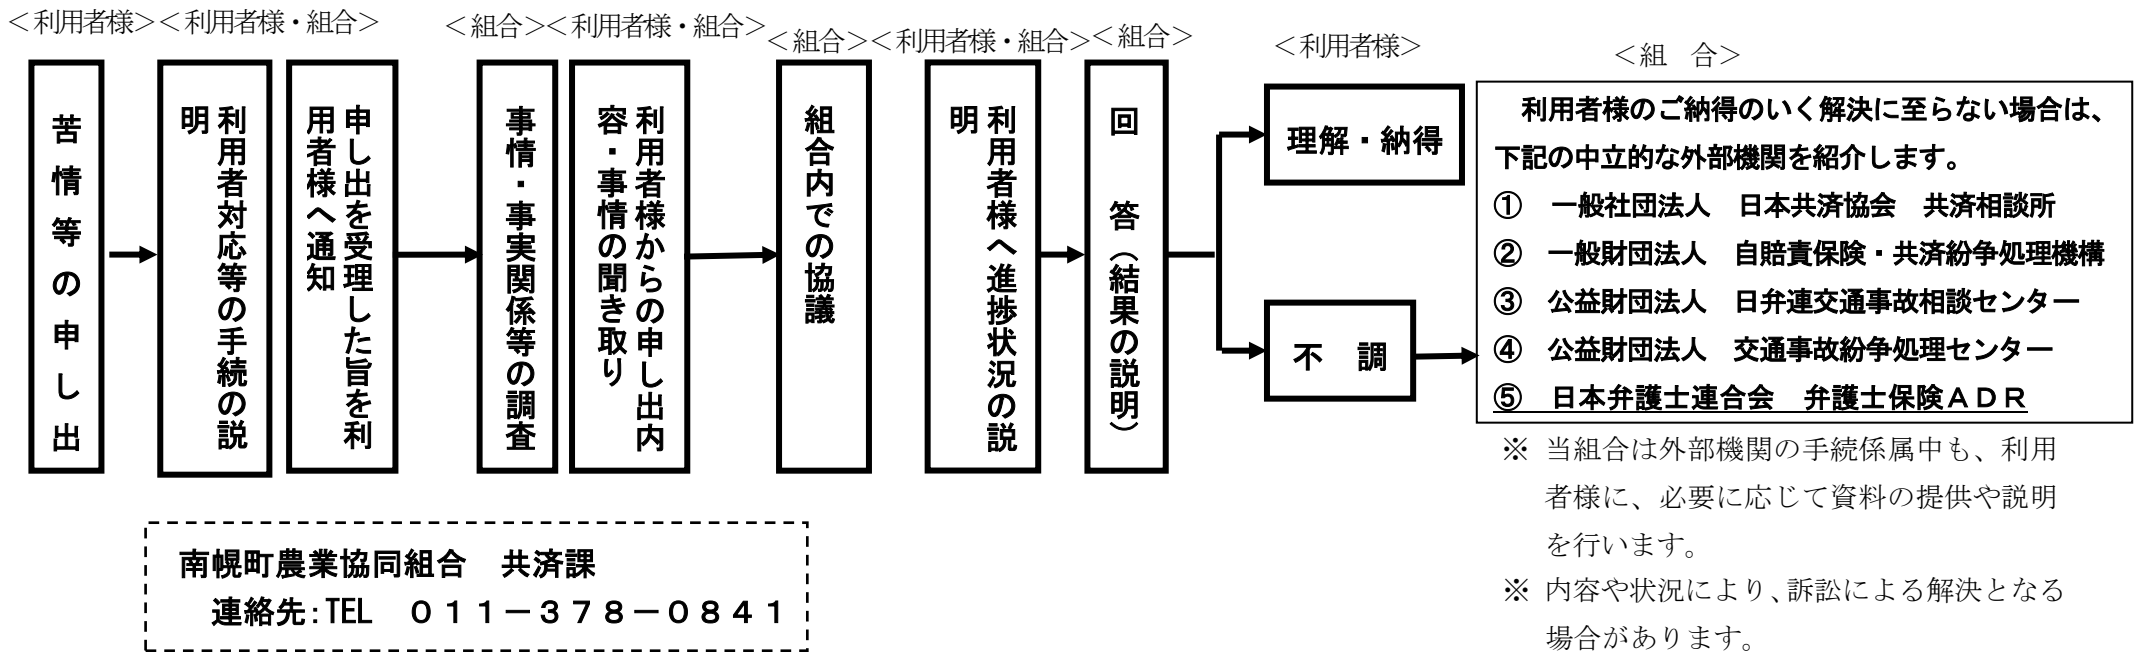 ＜利用者様＞
＜利用者様・組合＞
＜組合＞
＜利用者様・組合＞
＜組合＞
＜利用者様・組合＞
＜組合＞
＜利用者様＞
＜組　合＞
苦情等の申し出
利用者対応等の手続の説
明
申し出を受理した旨を利
用者様へ通知
事情・事実関係等の調査
利用者様からの申し出内
容・事情の聞き取り
組合内での協議
利用者様へ進捗状況の説
明
回　答（結果の説明）
理解・納得
不　調
利用者様のご納得のいく解決に至らない場合は、
下記の中立的な外部機関を紹介します。
①　一般社団法人　日本共済協会　共済相談所
②　一般財団法人　自賠責保険・共済紛争処理機構
③　公益財団法人　日弁連交通事故相談センター
④　公益財団法人　交通事故紛争処理センター
⑤　日本弁護士連合会　弁護士保険ＡＤＲ
※ 当組合は外部機関の手続係属中も、利用
者様に、必要に応じて資料の提供や説明
を行います。
※ 内容や状況により、訴訟による解決となる
場合があります。
南幌町農業協同組合　共済課
連絡先：TEL　０１１－３７８－０８４１